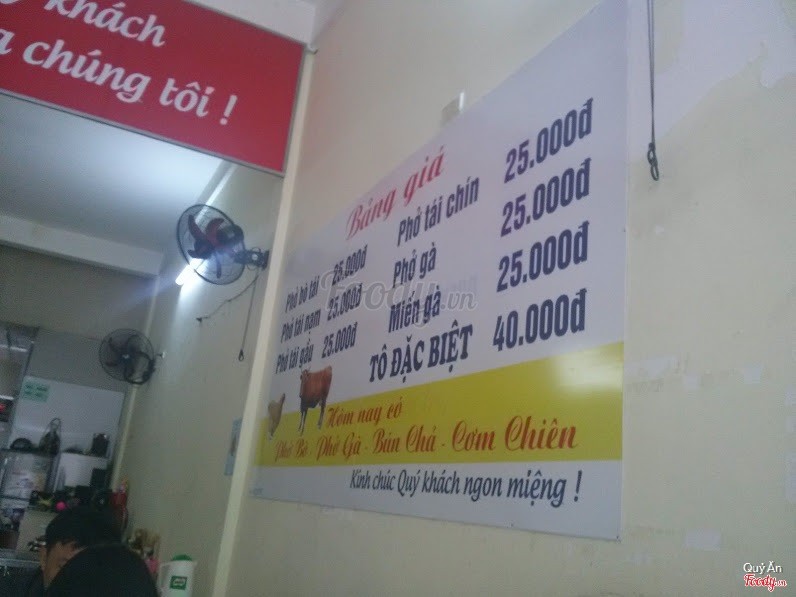 khách
chúng tôi !
Bảng giá
Phở bò tái 25.000đ
Phở tái nạm 25.000đ
Phở tái gầu 25.000đ
Phở tái chín 25.000đ
Phở gà 25.000đ
Miến gà 25.000đ
TÔ ĐẶC BIỆT 40.000đ
Hôm nay có
Phở Bò - Phở Gà - Bún Chả - Cơm Chiên
Kính chúc Quý khách ngon miệng !
Foody.vn
Quý Ân
Foody.vn